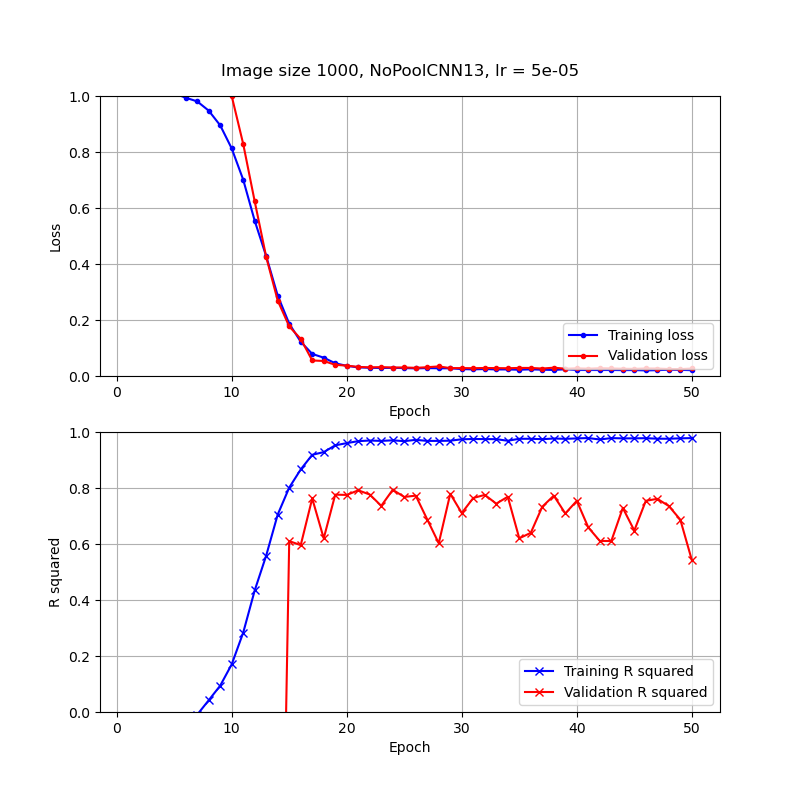 Image size 1000, NoPoolCNN13, lr = 5e-05
1.0
0.8
0.6
0.4
0.2
0.0
Loss
Training loss
Validation loss
0 10 20 30 40 50
Epoch
1.0
0.8
0.6
0.4
0.2
0.0
R squared
Training R squared
Validation R squared
0 10 20 30 40 50
Epoch